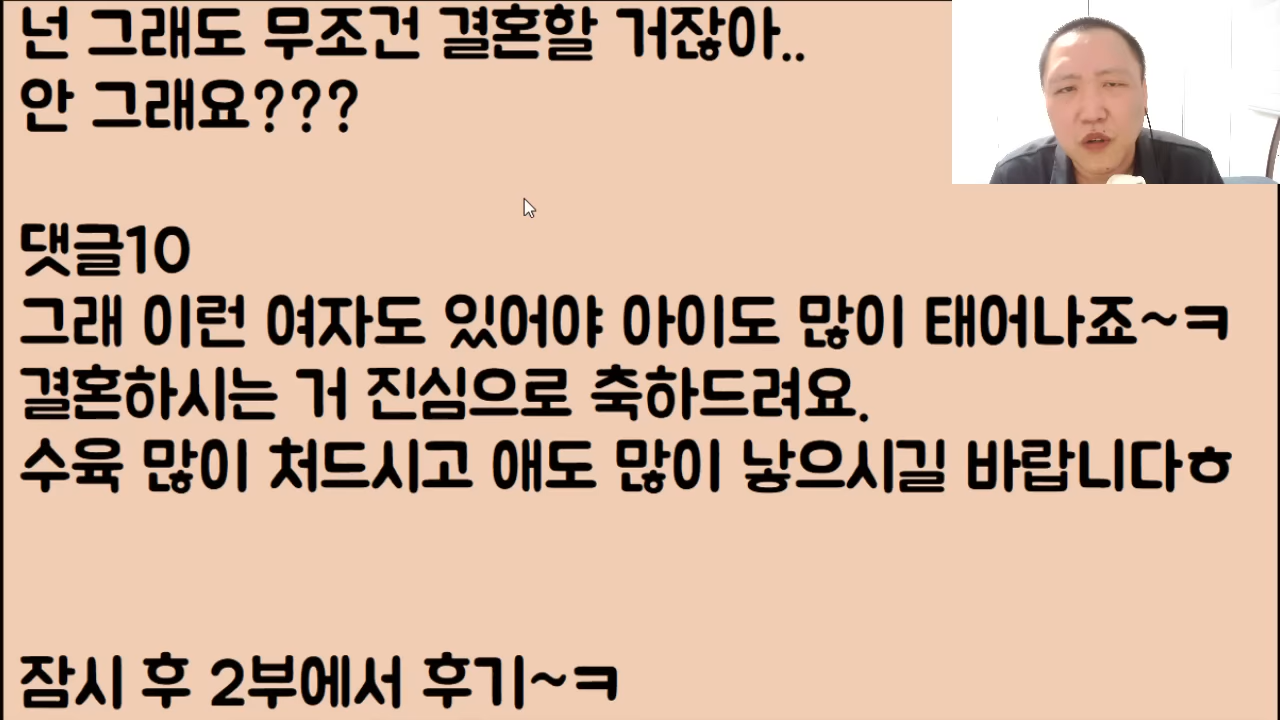 넌 그래도 무조건 결혼할 거잖아..
안 그래요???
댓글10
그래 이런 여자도 있어야 아이도 많이 태어나죠~ㅋ
결혼하시는 거 진심으로 축하드려요.
수육 많이 처드시고 애도 많이 낳으시길 바랍니다ㅎ
잠시 후 2부에서 후기~ㅋ